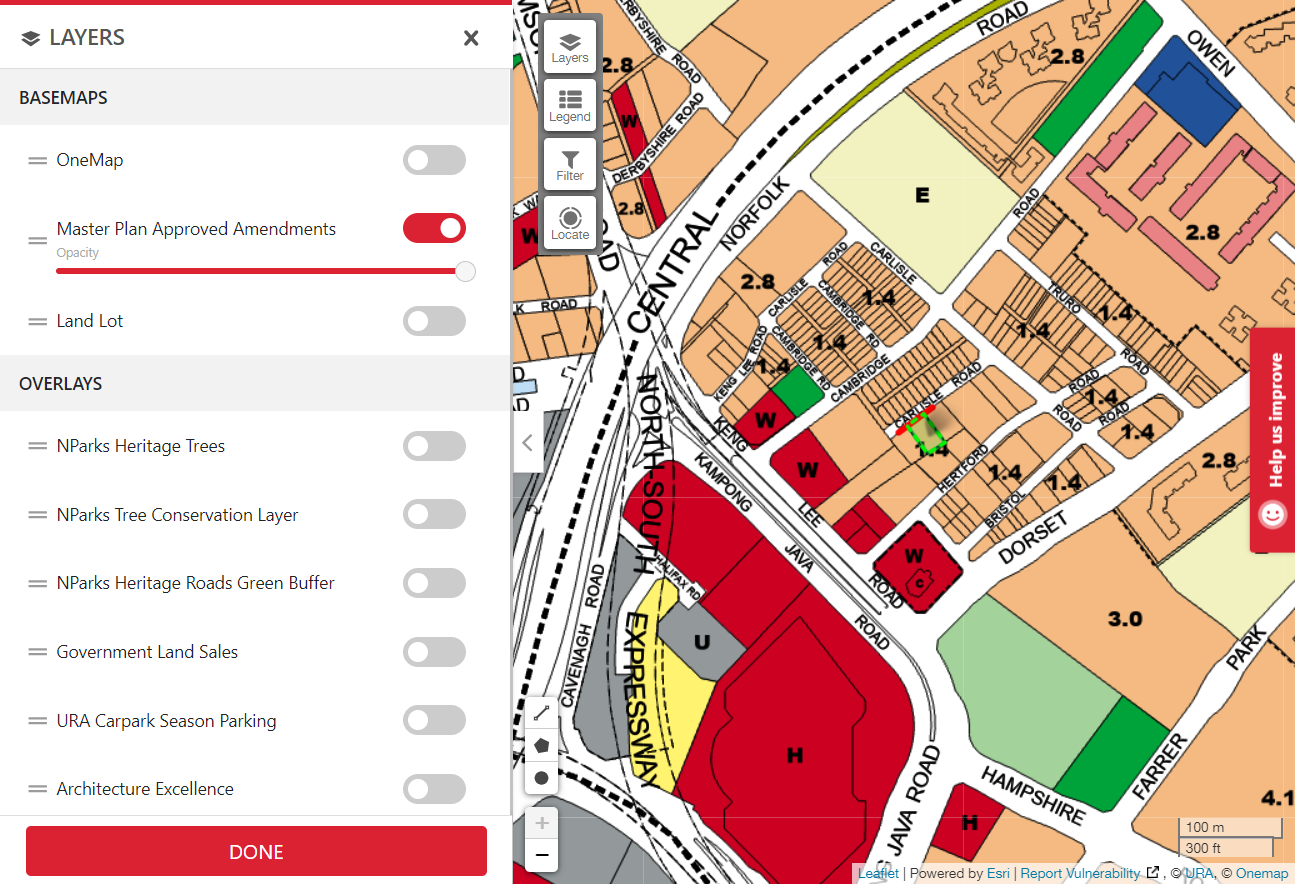 LAYERS
BASEMAPS
OneMap
Master Plan Approved Amendments
Opacity
Land Lot
OVERLAYS
NParks Heritage Trees
NParks Tree Conservation Layer
NParks Heritage Roads Green Buffer
Government Land Sales
URA Carpark Season Parking
Architecture Excellence
DONE
Layers
Legend
Filter
Locate
DERBYSHIRE ROAD
2.8
W
DERBYSHIRE ROAD
2.8
W
ROAD
ROAD
CENTRAL
NORFOLK
ROAD
2.8
OWEN
ROAD
E
2.8
2.8
CARLISLE ROAD
CARLISLE
1.4
CAMBRIDGE RD
1.4
KENG LEE ROAD
1.4
CAMBRIDGE RD
CAMBRIDGE
ROAD
CARLISLE
TRURO
ROAD
1.4
1.4
ROAD
1.4
ROAD
ROAD
1.4
W
KENG
W
LEE
ROAD
1.4
HERTFORD
1.4
BRISTOL
1.4
DORSET
2.8
Help us improve
KAMPONG
JAVA
ROAD
W
C
3.0
NORTH-SOUTH
EXPRESSWAY
HALIFAX RD
CAVENAGH ROAD
U
H
PARK
FARRER
HAMPSHIRE
H
JAVA ROAD
4.1
100 m
300 ft
Leaflet | Powered by Esri | Report Vulnerability , © URA, © Onemap